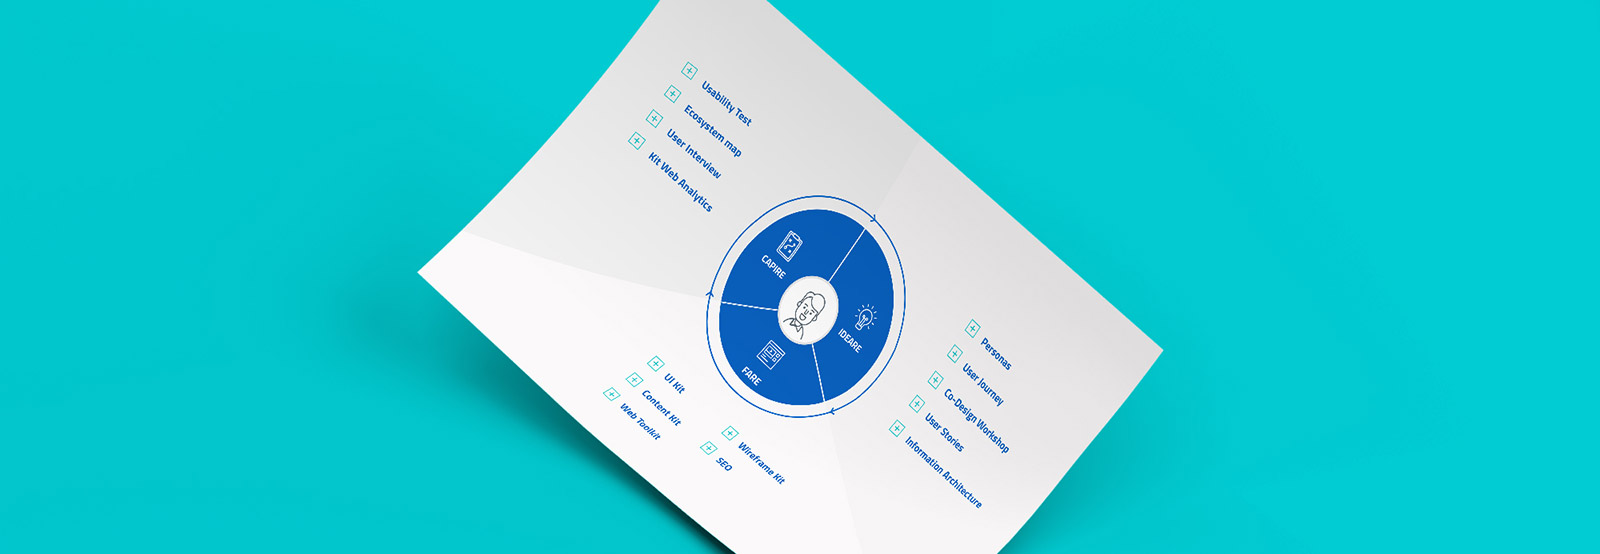 Usability Test
Ecosystem map
User Interview
Kit Web Analytics
CAPIRE
IDEARE
FARE
Personas
User Journey
Co-Design Workshop
User Stories
Information Architecture
UI Kit
Content Kit
Web Toolkit
Wireframe Kit
SEO